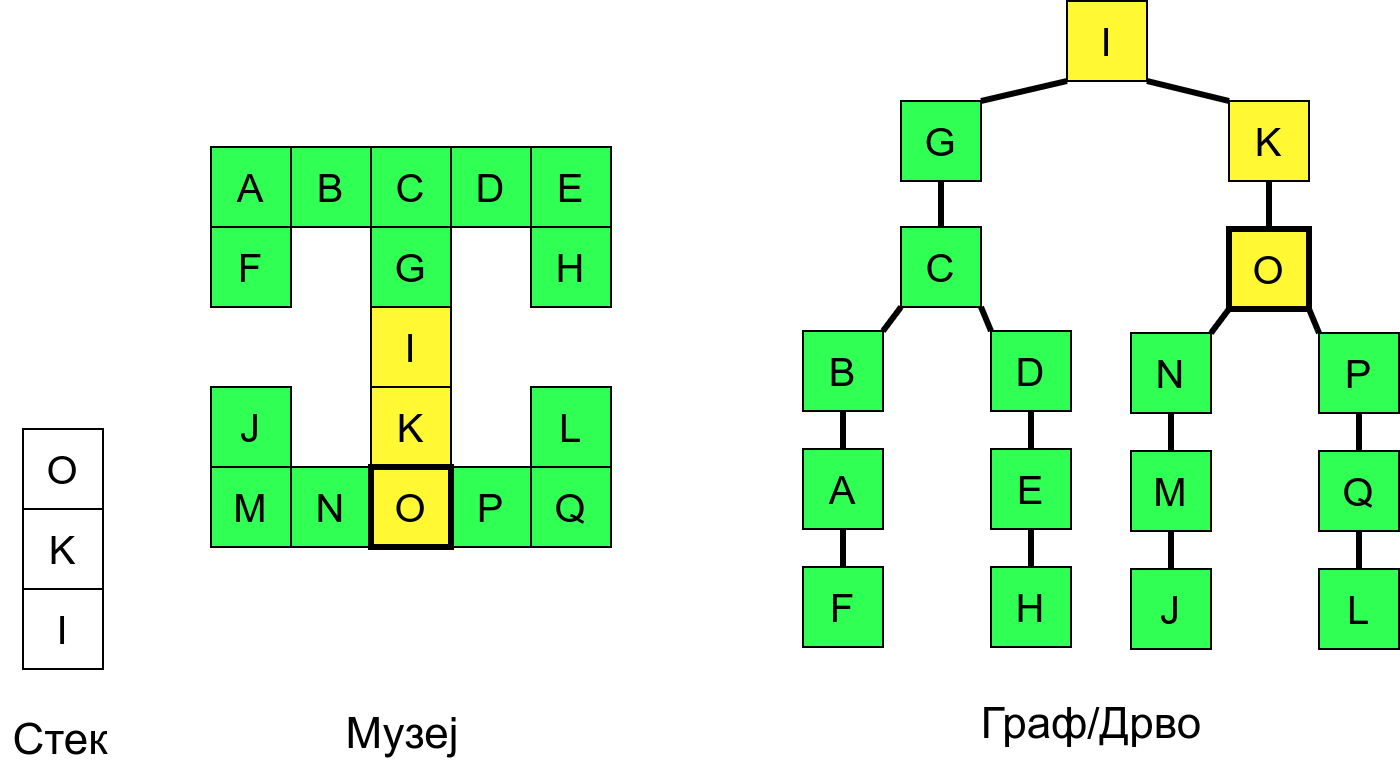 O
K
I
Стек
A B C D E
F G H
I
J K L
M N O P Q
Музеј
I
G K
C O
B D N P
A E M Q
F H J L
Граф/Дрво